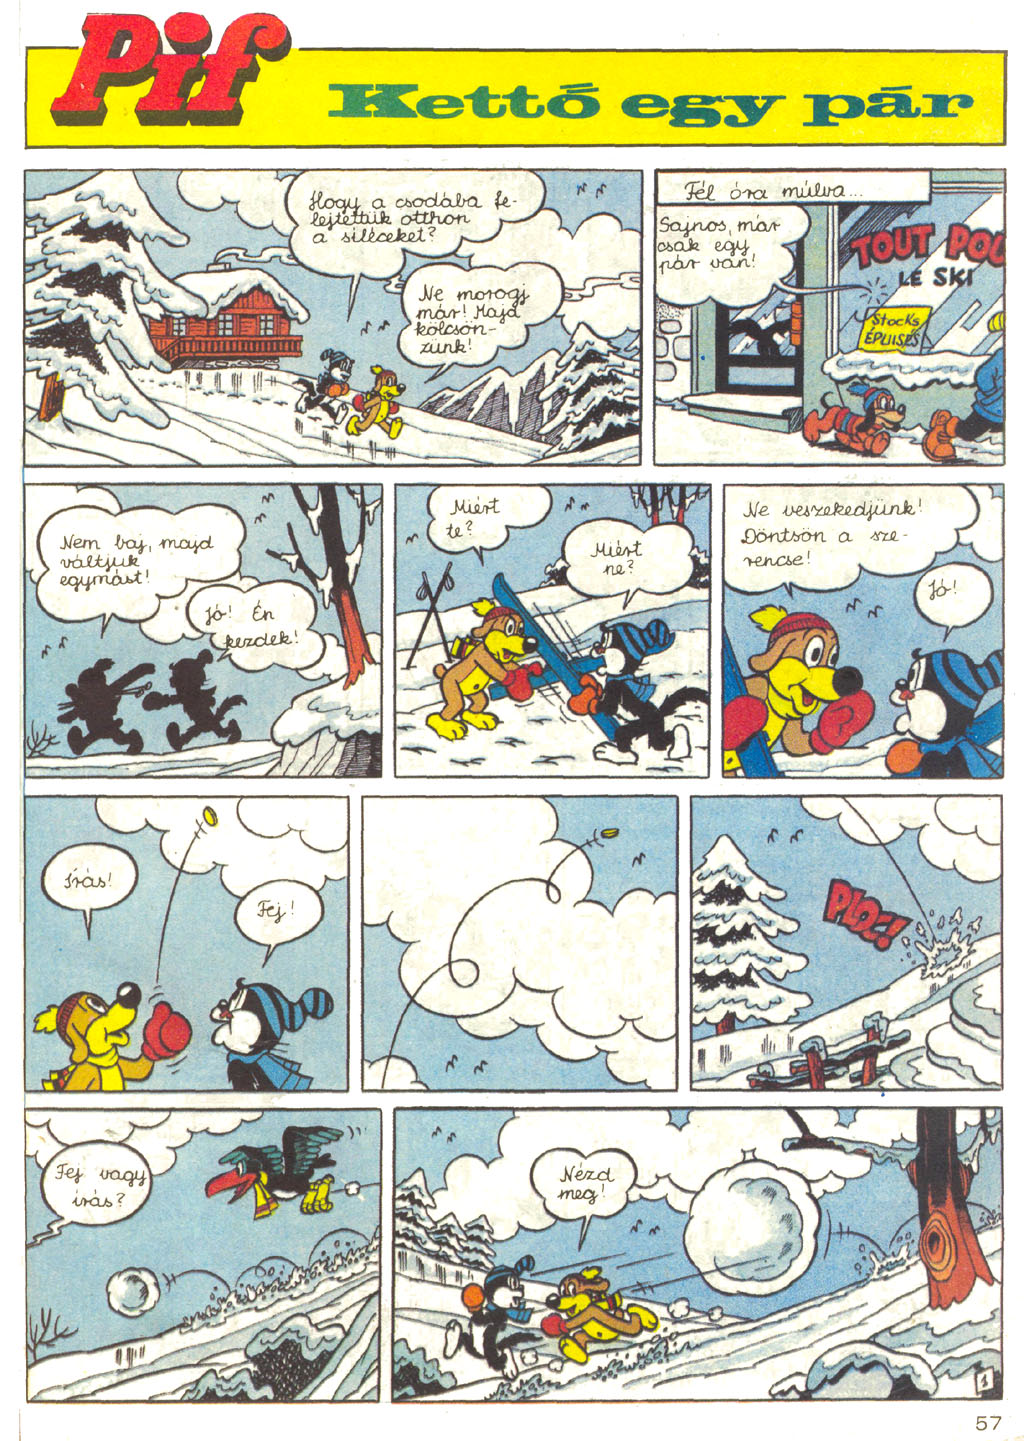 Pif
Kettő egy pár
Hogy a csodába fe-
lejtettük otthon
a siléceket?
Ne morogj
már! Majd
kölcsön-
zünk!
Fél óra múlva...
Sajnos, már
csak egy
pár van!
TOUT POU
LE SKI
Stocks
ÉPUISÉS
Nem baj, majd
váltjuk
egymást!
Jó! Én
kezdek!
Miért
te?
Miért
ne?
Ne veszekedjünk!
Döntsön a sze-
rencse!
Jó!
Írás!
Fej!
PLOC!
Fej vagy
írás?
Nézd
meg!
1
57